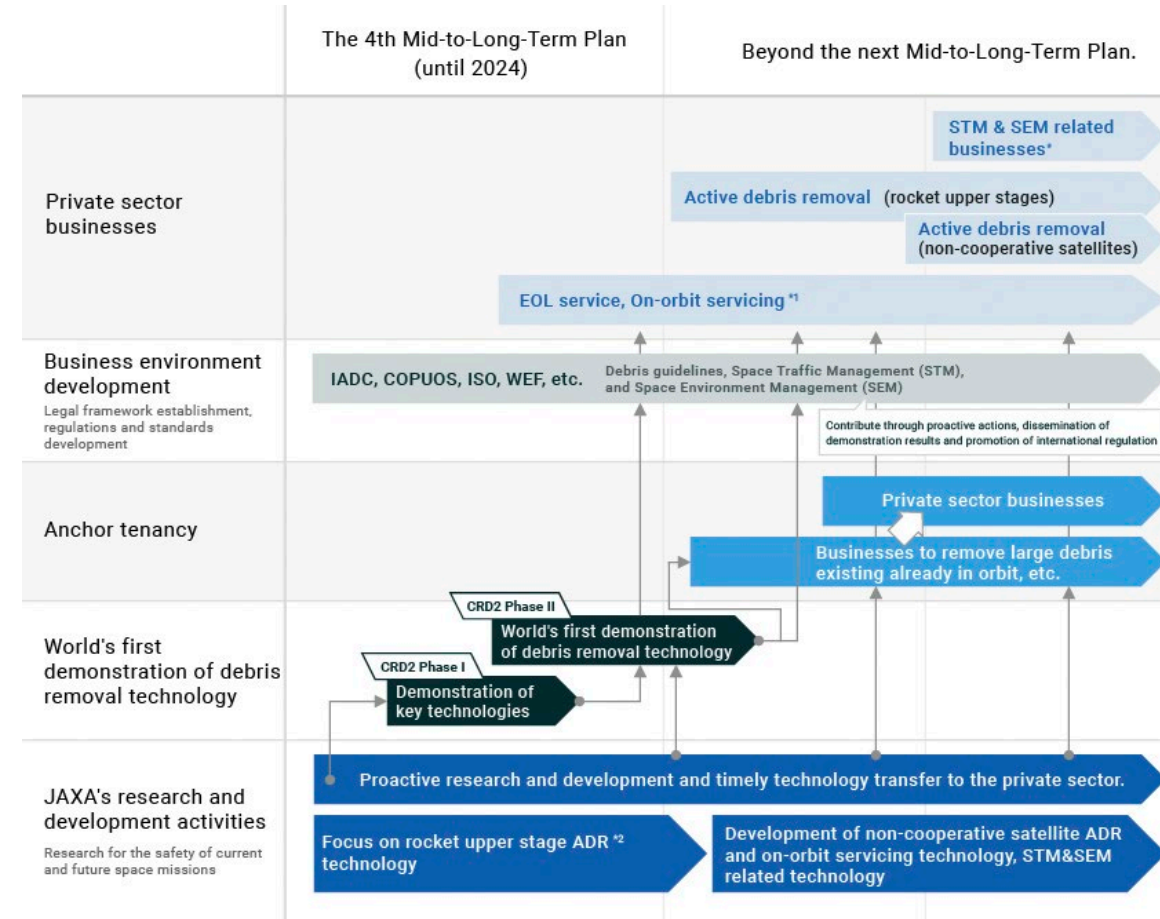 The 4th Mid-to-Long-Term Plan
(until 2024)
Beyond the next Mid-to-Long-Term Plan.
Private sector
businesses
STM & SEM related
businesses*
Active debris removal (rocket upper stages)
Active debris removal
(non-cooperative satellites)
EOL service, On-orbit servicing *1
Business environment
development
Legal framework establishment,
regulations and standards
development
IADC, COPUOS, ISO, WEF, etc.
Debris guidelines, Space Traffic Management (STM),
and Space Environment Management (SEM)
Contribute through proactive actions, dissemination of
demonstration results and promotion of international regulation
Anchor tenancy
Private sector businesses
Businesses to remove large debris
existing already in orbit, etc.
World's first
demonstration of debris
removal technology
CRD2 Phase II
World's first demonstration
of debris removal technology
CRD2 Phase I
Demonstration of
key technologies
JAXA's research and
development activities
Research for the safety of current
and future space missions
Proactive research and development and timely technology transfer to the private sector.
Focus on rocket upper stage ADR *2
technology
Development of non-cooperative satellite ADR
and on-orbit servicing technology, STM&SEM
related technology